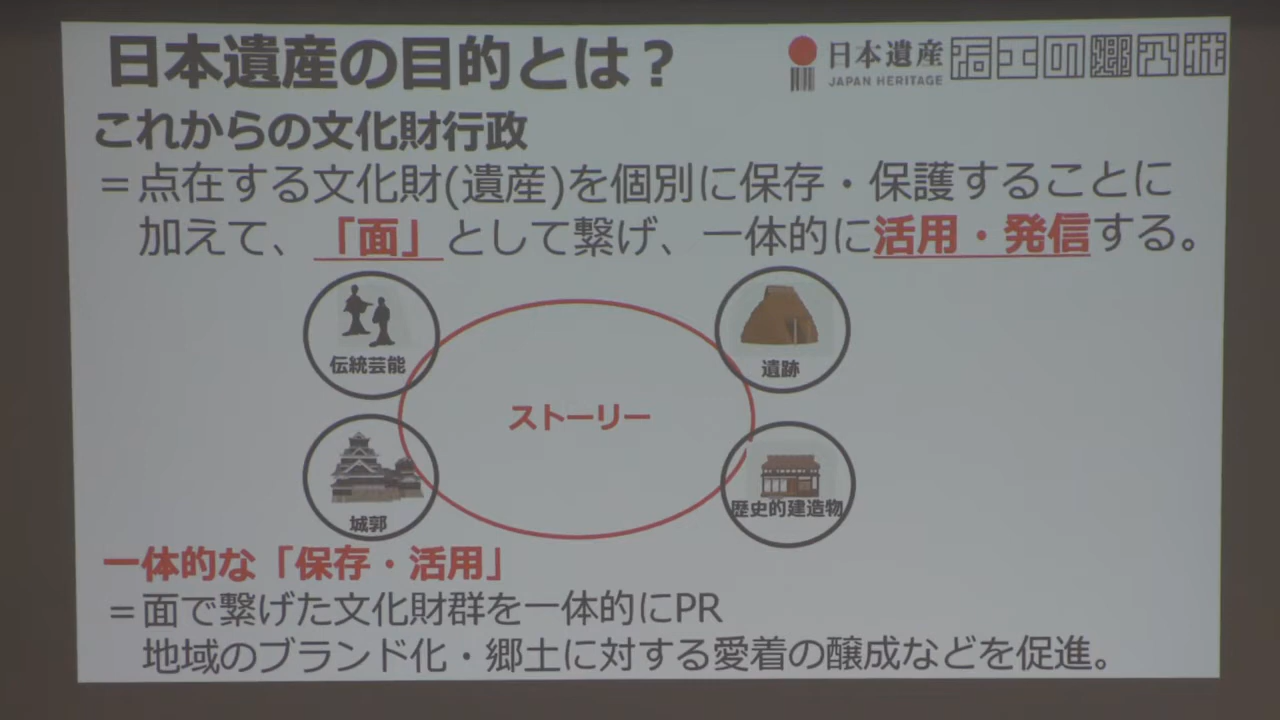 日本遺産の目的とは？
日本遺産
JAPAN HERITAGE
石工の郷
これからの文化財行政
＝点在する文化財(遺産)を個別に保存・保護することに
加えて、「面」として繋げ、一体的に活用・発信する。
伝統芸能
遺跡
ストーリー
城郭
歴史的建造物
一体的な「保存・活用」
＝面で繋げた文化財群を一体的にPR
地域のブランド化・郷土に対する愛着の醸成などを促進。